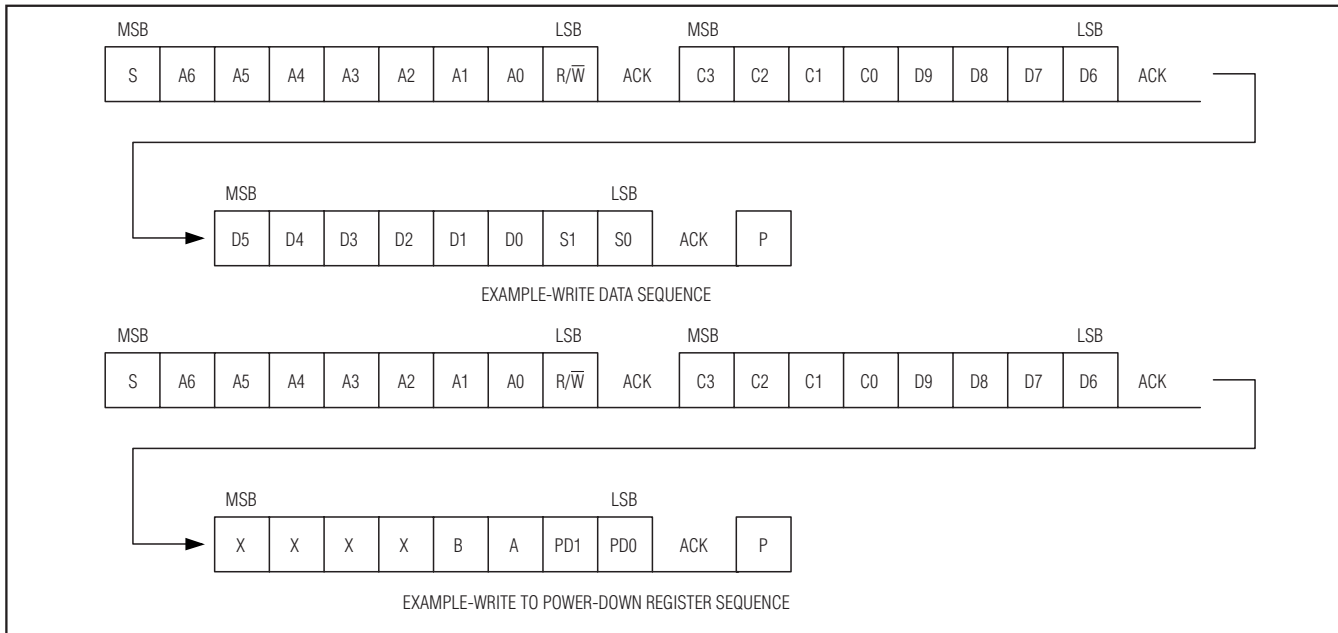 MSB LSB MSB LSB
S A6 A5 A4 A3 A2 A1 A0 R/W̅ ACK C3 C2 C1 C0 D9 D8 D7 D6 ACK
MSB LSB
D5 D4 D3 D2 D1 D0 S1 S0 ACK P
EXAMPLE-WRITE DATA SEQUENCE
MSB LSB MSB LSB
S A6 A5 A4 A3 A2 A1 A0 R/W̅ ACK C3 C2 C1 C0 D9 D8 D7 D6 ACK
MSB LSB
X X X X B A PD1 PD0 ACK P
EXAMPLE-WRITE TO POWER-DOWN REGISTER SEQUENCE